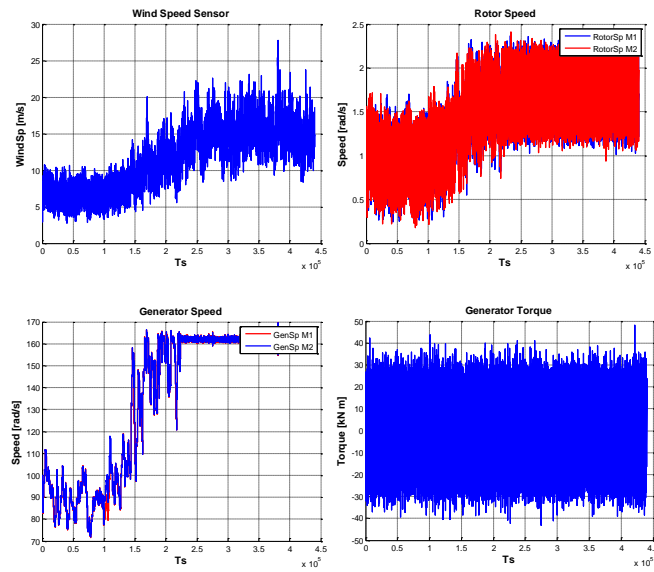 Wind Speed Sensor
30
25
20
15
10
5
0
WindSp [m/s]
0 0.5 1 1.5 2 2.5 3 3.5 4 4.5
Ts
x 10^5
Rotor Speed
2.5
2
1.5
1
0.5
0
Speed [rad/s]
RotorSp M1
RotorSp M2
0 0.5 1 1.5 2 2.5 3 3.5 4 4.5
Ts
x 10^5
Generator Speed
170
160
150
140
130
120
110
100
90
80
70
Speed [rad/s]
GenSp M1
GenSp M2
0 0.5 1 1.5 2 2.5 3 3.5 4 4.5
Ts
x 10^5
Generator Torque
50
40
30
20
10
0
-10
-20
-30
-40
-50
Torque [kN m]
0 0.5 1 1.5 2 2.5 3 3.5 4 4.5
Ts
x 10^5